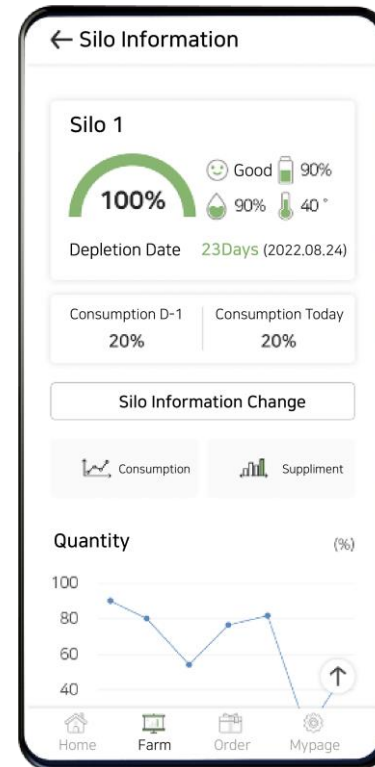 ← Silo Information
Silo 1
100%
Good 90%
90% 40°
Depletion Date 23Days (2022.08.24)
Consumption D-1 Consumption Today
20% 20%
Silo Information Change
Consumption Suppliment
Quantity (%)
100
80
60
40
↑
Home Farm Order Mypage